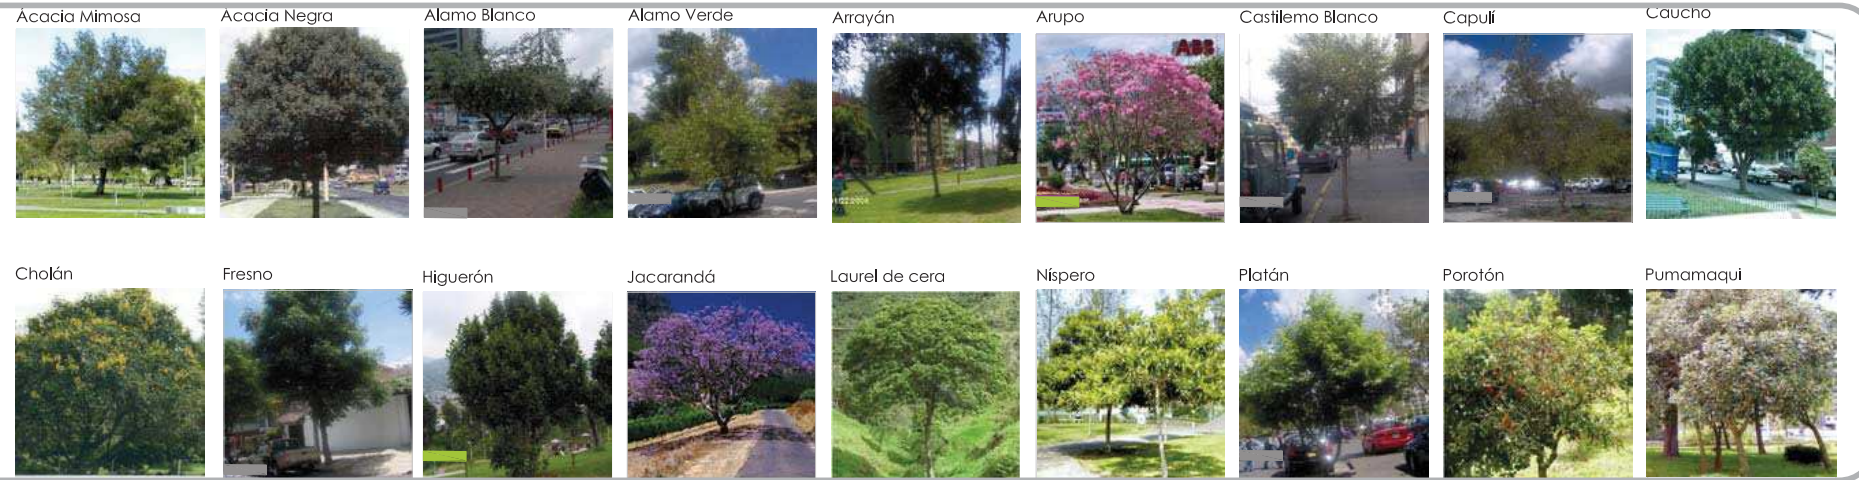 Acacia Mimosa
Acacia Negra
Alamo Blanco
Alamo Verde
Arrayán
Arupo
Castilemo Blanco
Capulí
Caucho
ABB
Cholán
Fresno
Higuerón
Jacarandá
Laurel de cera
Níspero
Platán
Porotón
Pumamaqui